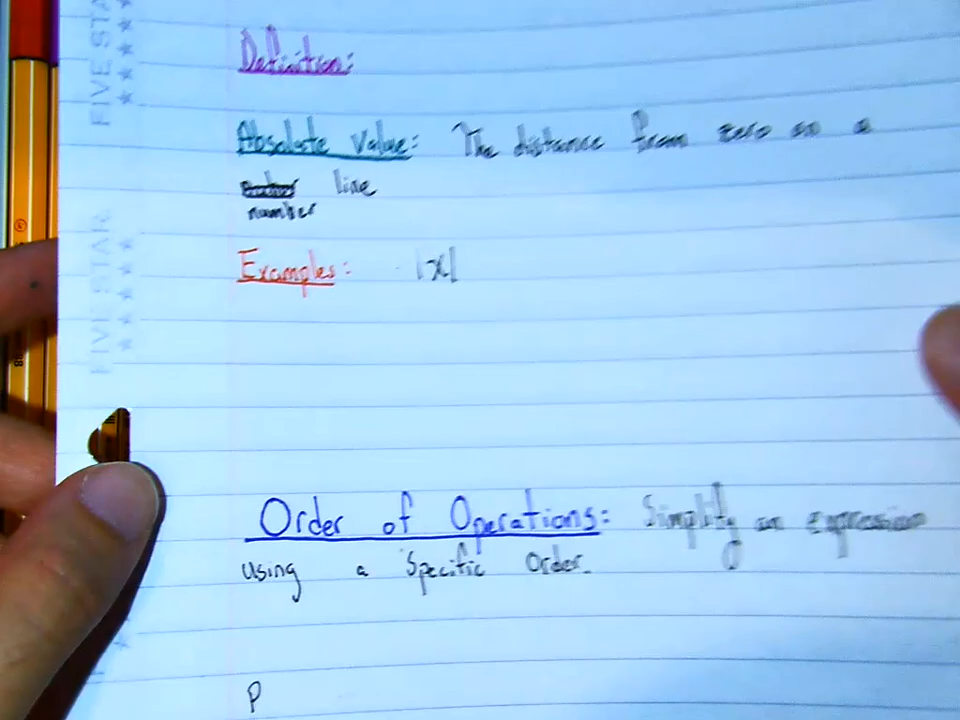 FIVE STAR
Definition:
Absolute Value: The distance from zero on a
line
number
FIVE STAR
Examples: |x|
Order of Operations: Simplify an expression
using a specific order.
P